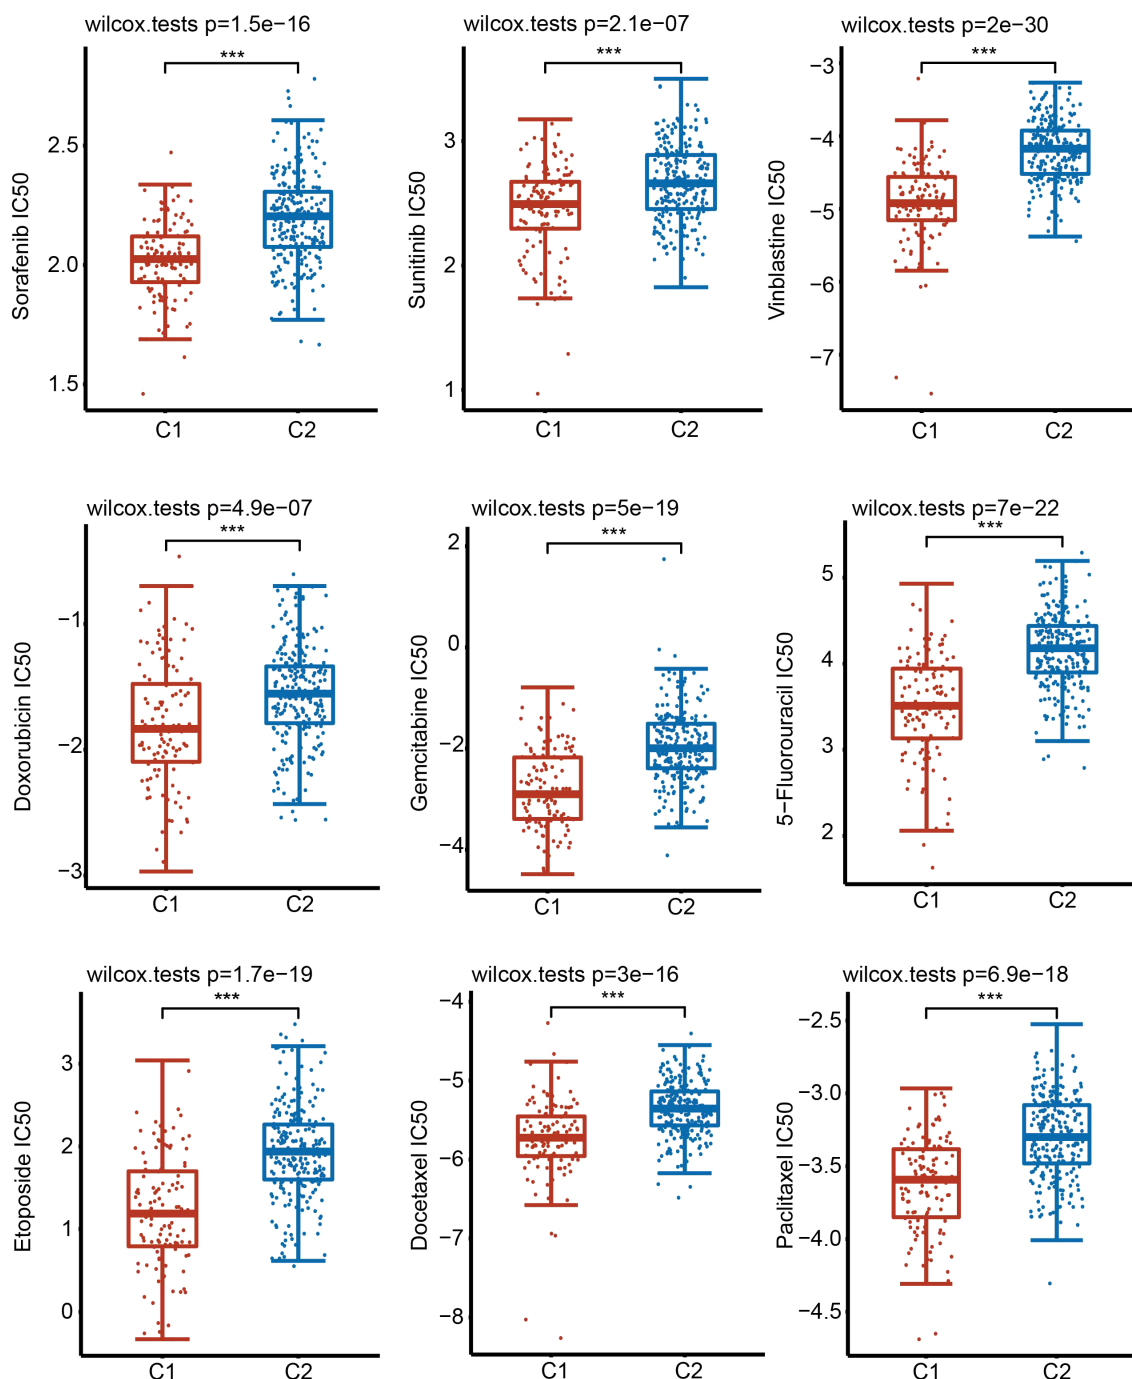 wilcox.tests p=1.5e−16
***
Sorafenib IC50
2.5
2.0
1.5
C1
C2
wilcox.tests p=2.1e−07
***
Sunitinib IC50
3
2
1
C1
C2
wilcox.tests p=2e−30
***
Vinblastine IC50
−3
−4
−5
−6
−7
C1
C2
wilcox.tests p=4.9e−07
***
Doxorubicin IC50
−1
−2
−3
C1
C2
wilcox.tests p=5e−19
***
Gemcitabine IC50
2
0
−2
−4
C1
C2
wilcox.tests p=7e−22
***
5−Fluorouracil IC50
5
4
3
2
C1
C2
wilcox.tests p=1.7e−19
***
Etoposide IC50
3
2
1
0
C1
C2
wilcox.tests p=3e−16
***
Docetaxel IC50
−4
−5
−6
−7
−8
C1
C2
wilcox.tests p=6.9e−18
***
Paclitaxel IC50
−2.5
−3.0
−3.5
−4.0
−4.5
C1
C2